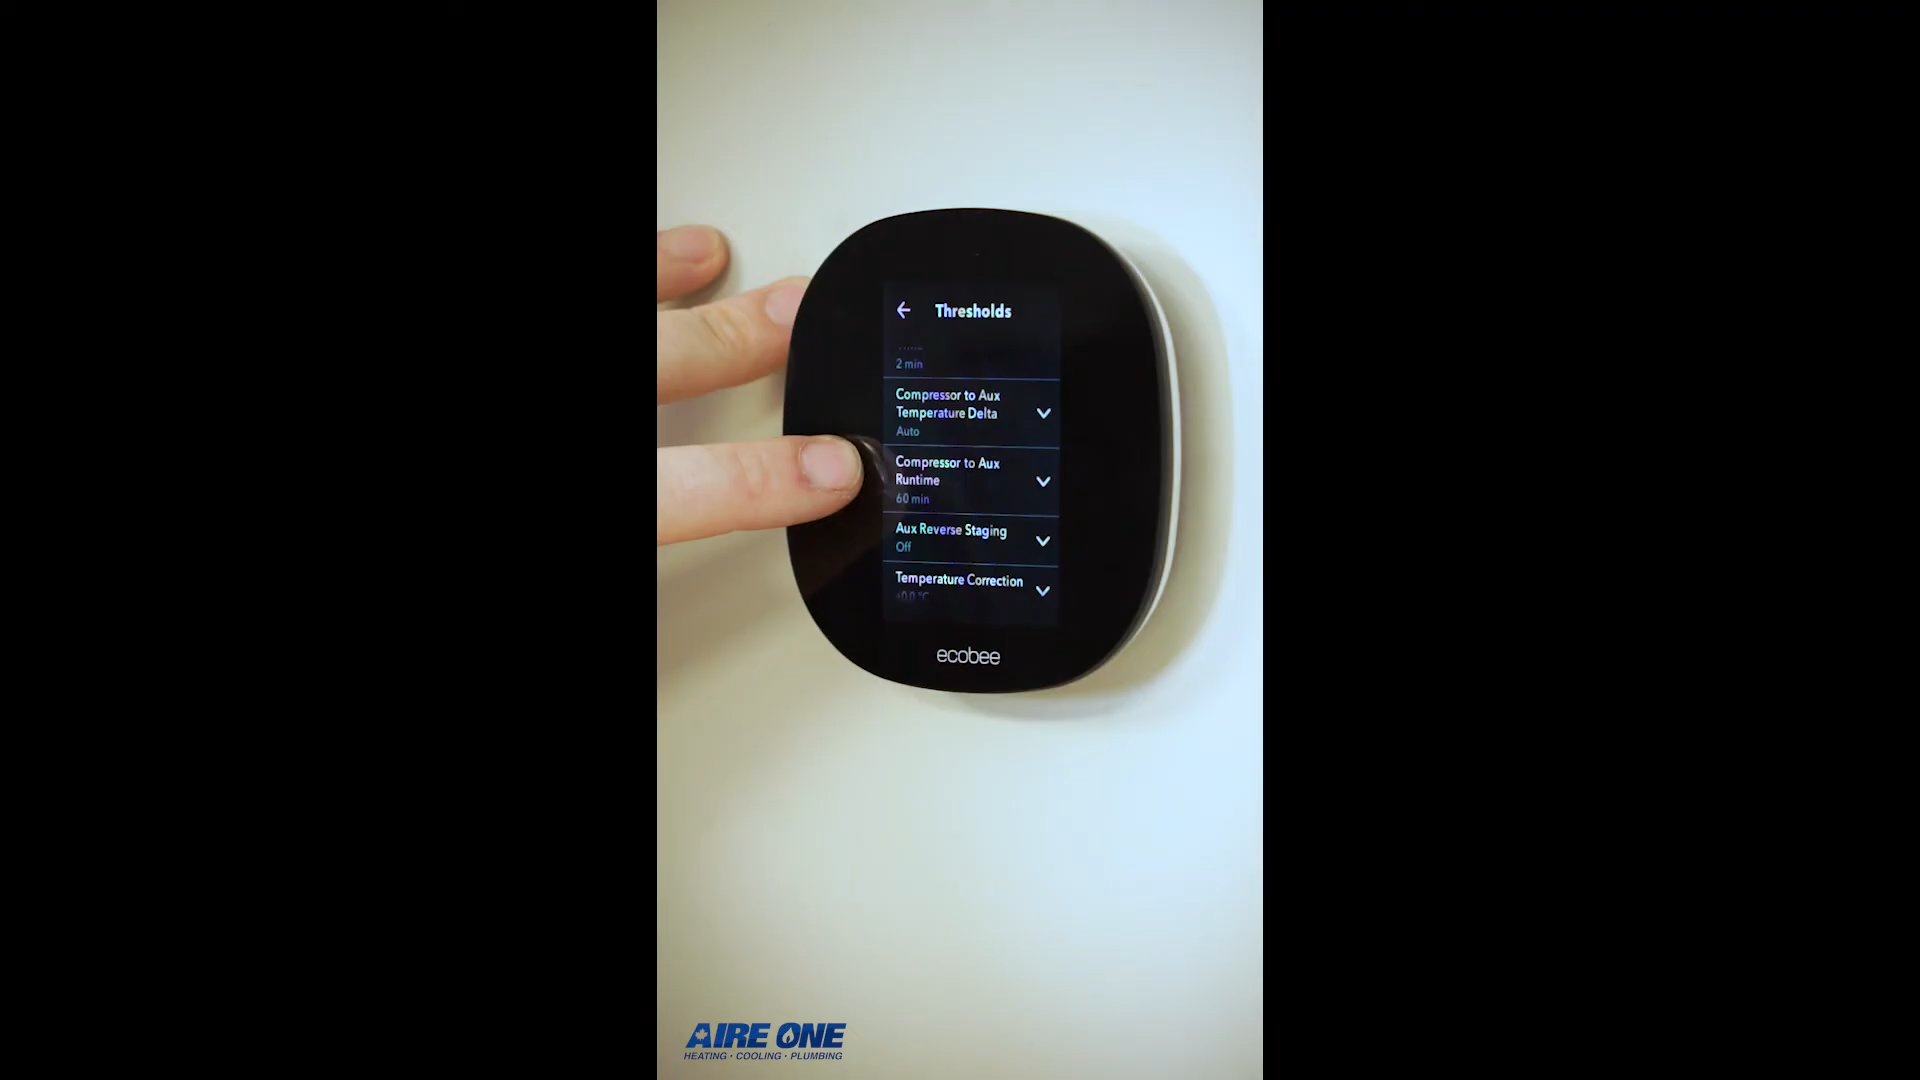 Thresholds
2 min
Compressor to Aux
Temperature Delta
Auto
Compressor to Aux
Runtime
60 min
Aux Reverse Staging
Off
Temperature Correction
ecobee
AIRE ONE
HEATING • COOLING • PLUMBING